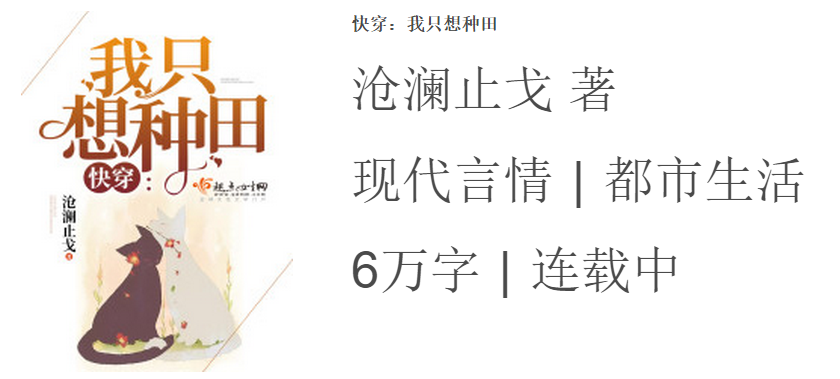 我只
想种田
快穿：
沧澜止戈
著
快穿：我只想种田
沧澜止戈 著
现代言情 | 都市生活
6万字 | 连载中